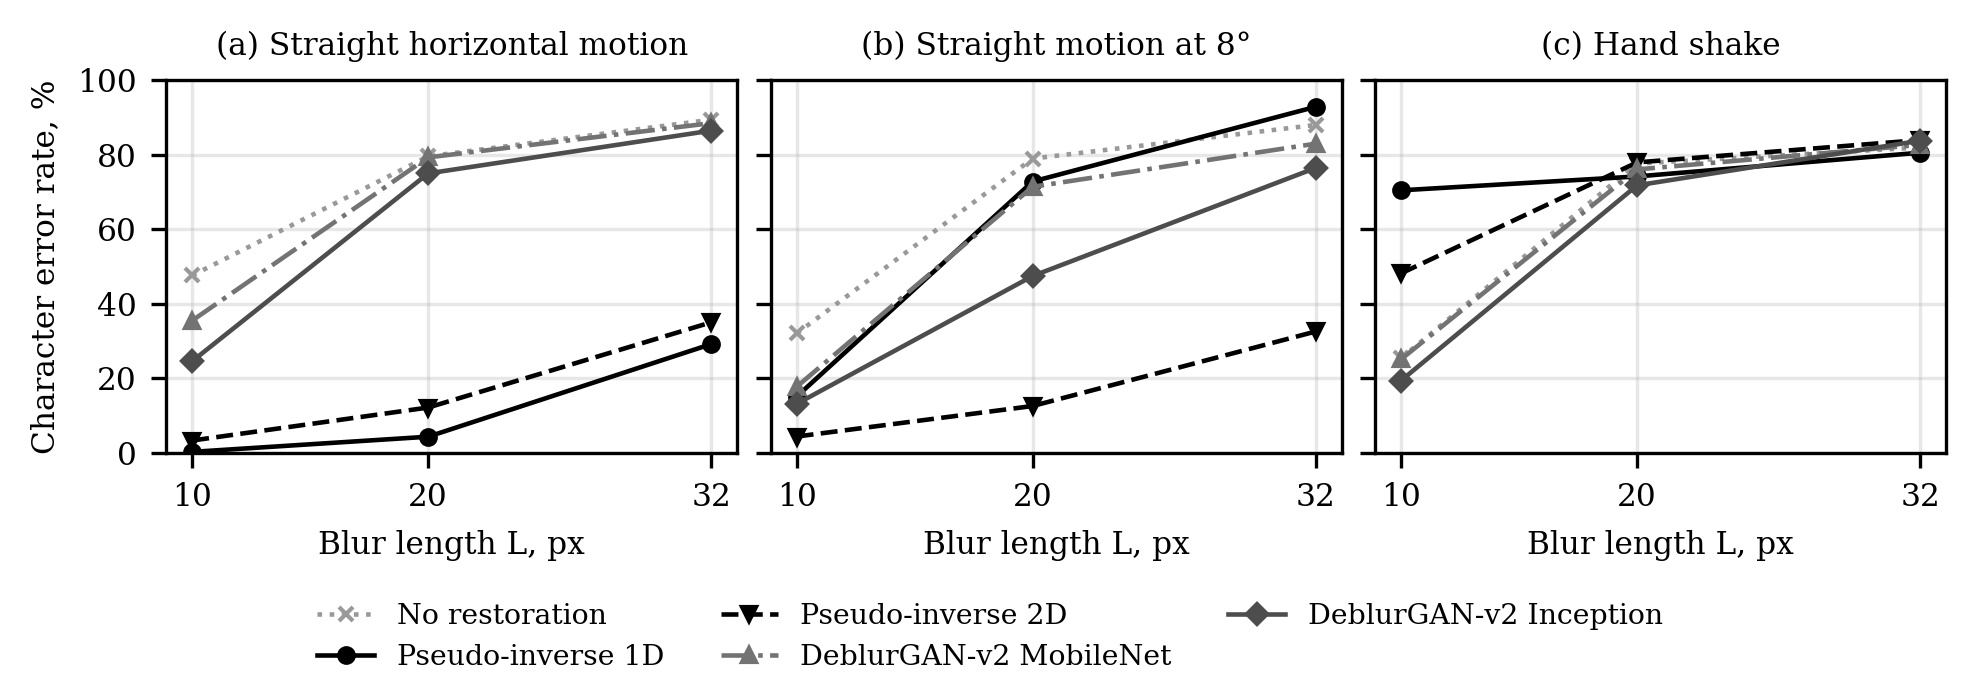 (a) Straight horizontal motion
(b) Straight motion at 8°
(c) Hand shake
Character error rate, %
100
80
60
40
20
0
10 20 32
10 20 32
10 20 32
Blur length L, px
Blur length L, px
Blur length L, px
No restoration
Pseudo-inverse 1D
Pseudo-inverse 2D
DeblurGAN-v2 MobileNet
DeblurGAN-v2 Inception